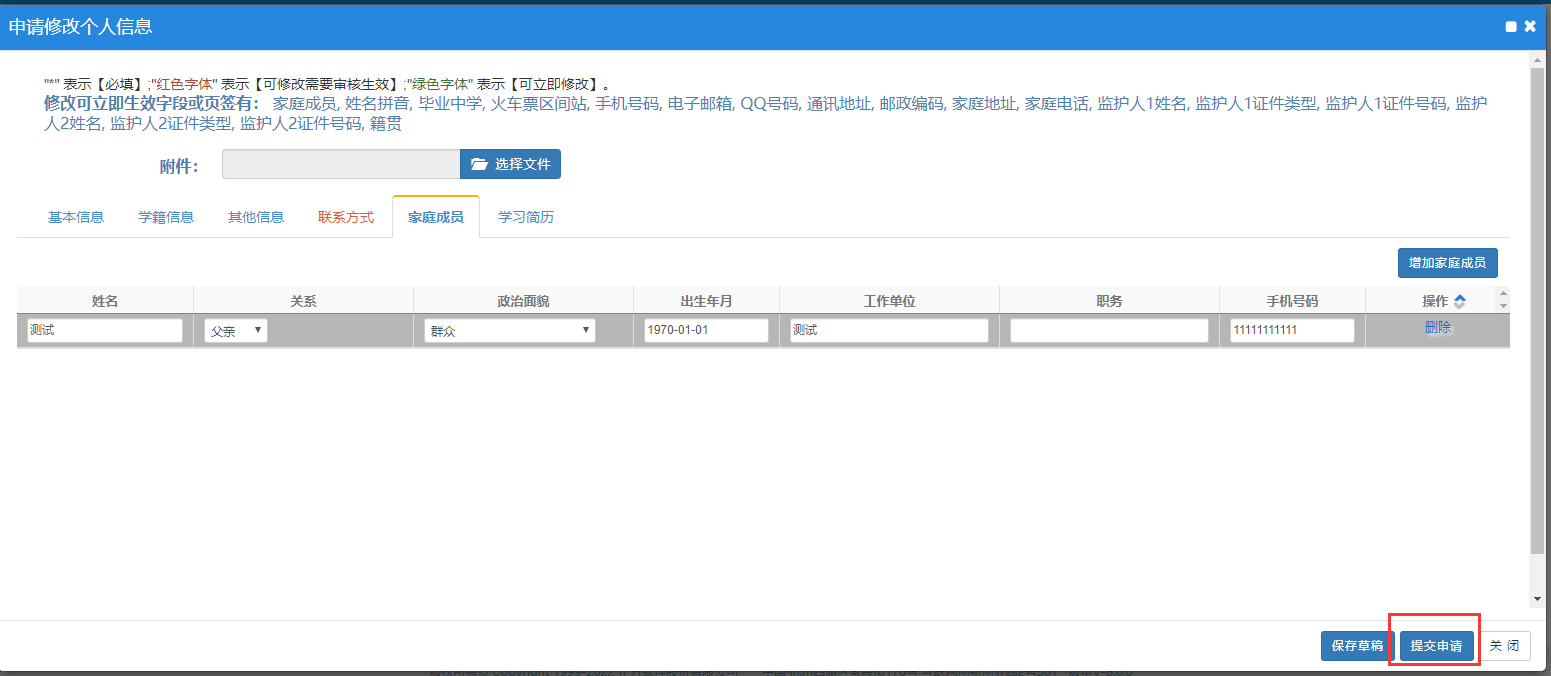 申请修改个人信息
"*" 表示【必填】;"红色字体" 表示【可修改需要审核生效】;"绿色字体" 表示【可立即修改】。
修改可立即生效字段或页签有： 家庭成员, 姓名拼音, 毕业中学, 火车票区间站, 手机号码, 电子邮箱, QQ号码, 通讯地址, 邮政编码, 家庭地址, 家庭电话, 监护人1姓名, 监护人1证件类型, 监护人1证件号码, 监护
人2姓名, 监护人2证件类型, 监护人2证件号码, 籍贯
附件： 选择文件
基本信息 学籍信息 其他信息 联系方式 家庭成员 学习简历
增加家庭成员
姓名 关系 政治面貌 出生年月 工作单位 职务 手机号码 操作
测试 父亲 群众 1970-01-01 测试 11111111111 删除
保存草稿 提交申请 关 闭